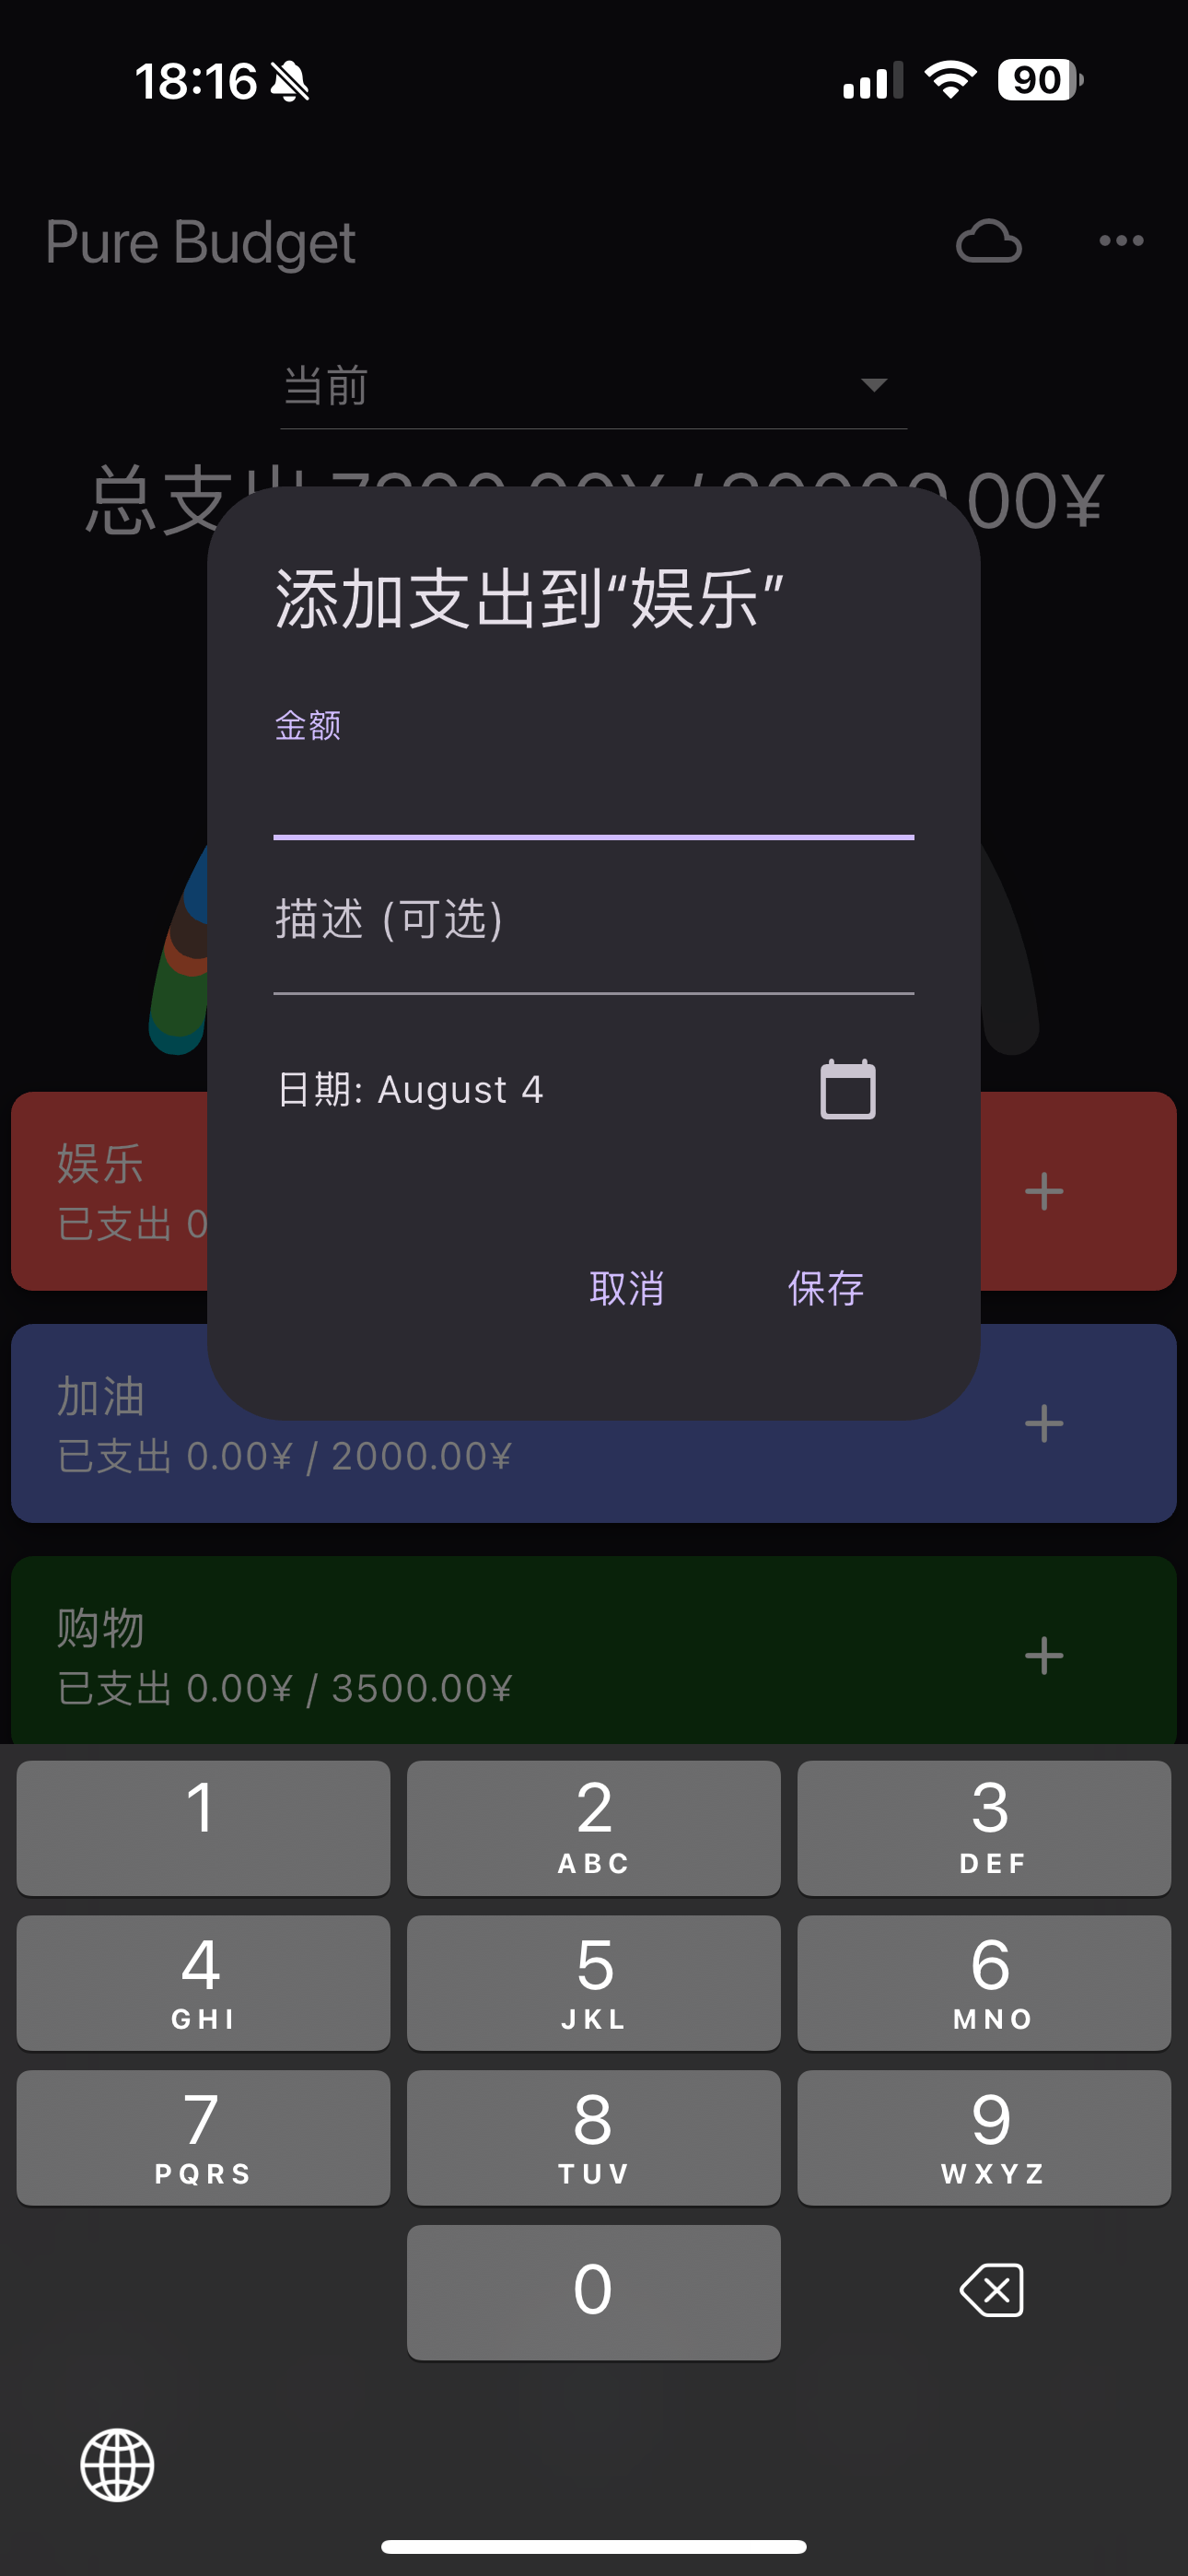 18:16
90
Pure Budget
当前
总支出 .00¥
添加支出到“娱乐”
金额
描述 (可选)
日期: August 4
取消
保存
娱乐
已支出 0
加油
已支出 0.00¥ / 2000.00¥
购物
已支出 0.00¥ / 3500.00¥
1
2
ABC
3
DEF
4
GHI
5
JKL
6
MNO
7
PQRS
8
TUV
9
WXYZ
0